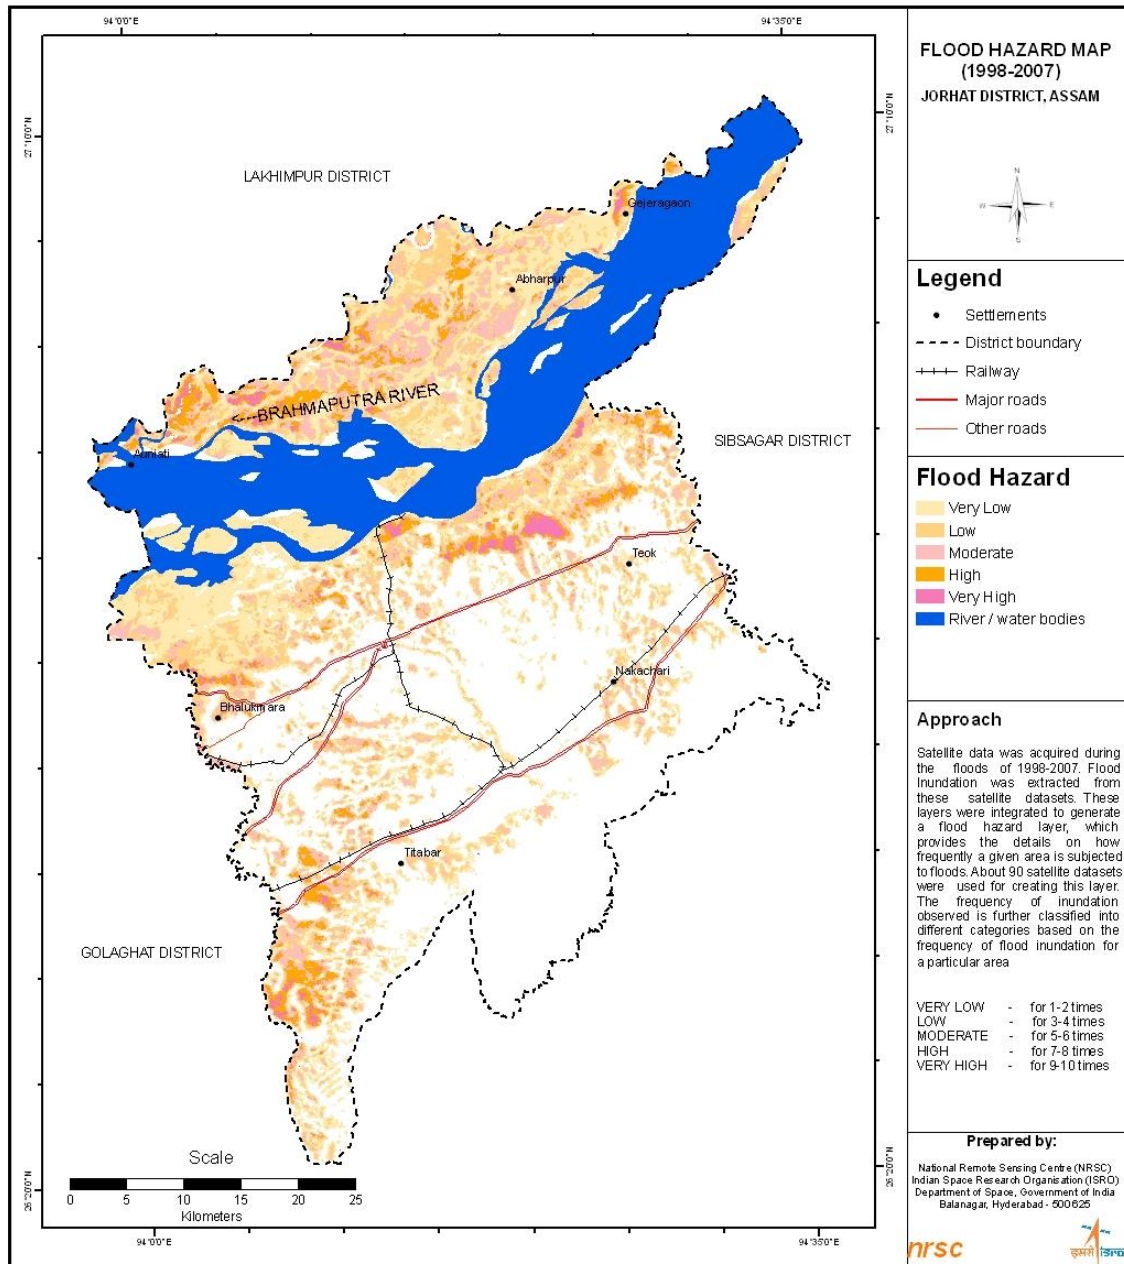 94°0'0"E
94°35'0"E
27°10'0"N
27°10'0"N
LAKHIMPUR DISTRICT
Gejeragaon
Abharpur
<---BRAHMAPUTRA RIVER
SIBSAGAR DISTRICT
Auniati
Teok
Nakachari
Bhalukmara
Titabar
GOLAGHAT DISTRICT
Scale
0 5 10 15 20 25
Kilometers
26°20'0"N
26°20'0"N
94°0'0"E
94°35'0"E
FLOOD HAZARD MAP
(1998-2007)
JORHAT DISTRICT, ASSAM
N
W E
S
Legend
Settlements
District boundary
Railway
Major roads
Other roads
Flood Hazard
Very Low
Low
Moderate
High
Very High
River / water bodies
Approach
Satellite data was acquired during
the floods of 1998-2007. Flood
Inundation was extracted from
these satellite datasets. These
layers were integrated to generate
a flood hazard layer, which
provides the details on how
frequently a given area is subjected
to floods. About 90 satellite datasets
were used for creating this layer.
The frequency of inundation
observed is further classified into
different categories based on the
frequency of flood inundation for
a particular area
VERY LOW - for 1-2 times
LOW - for 3-4 times
MODERATE - for 5-6 times
HIGH - for 7-8 times
VERY HIGH - for 9-10 times
Prepared by:
National Remote Sensing Centre (NRSC)
Indian Space Research Organisation (ISRO)
Department of Space, Government of India
Balanagar, Hyderabad - 500625
nrsc
इसरो isro